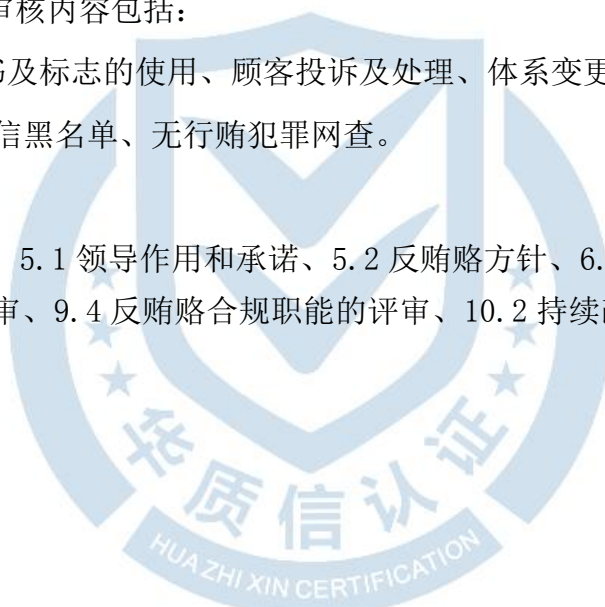 审核内容包括：
书及标志的使用、顾客投诉及处理、体系变更
信黑名单、无行贿犯罪网查。
5.1 领导作用和承诺、5.2 反贿赂方针、6.
审、9.4 反贿赂合规职能的评审、10.2 持续改
华质信认证
HUA ZHI XIN CERTIFICATION